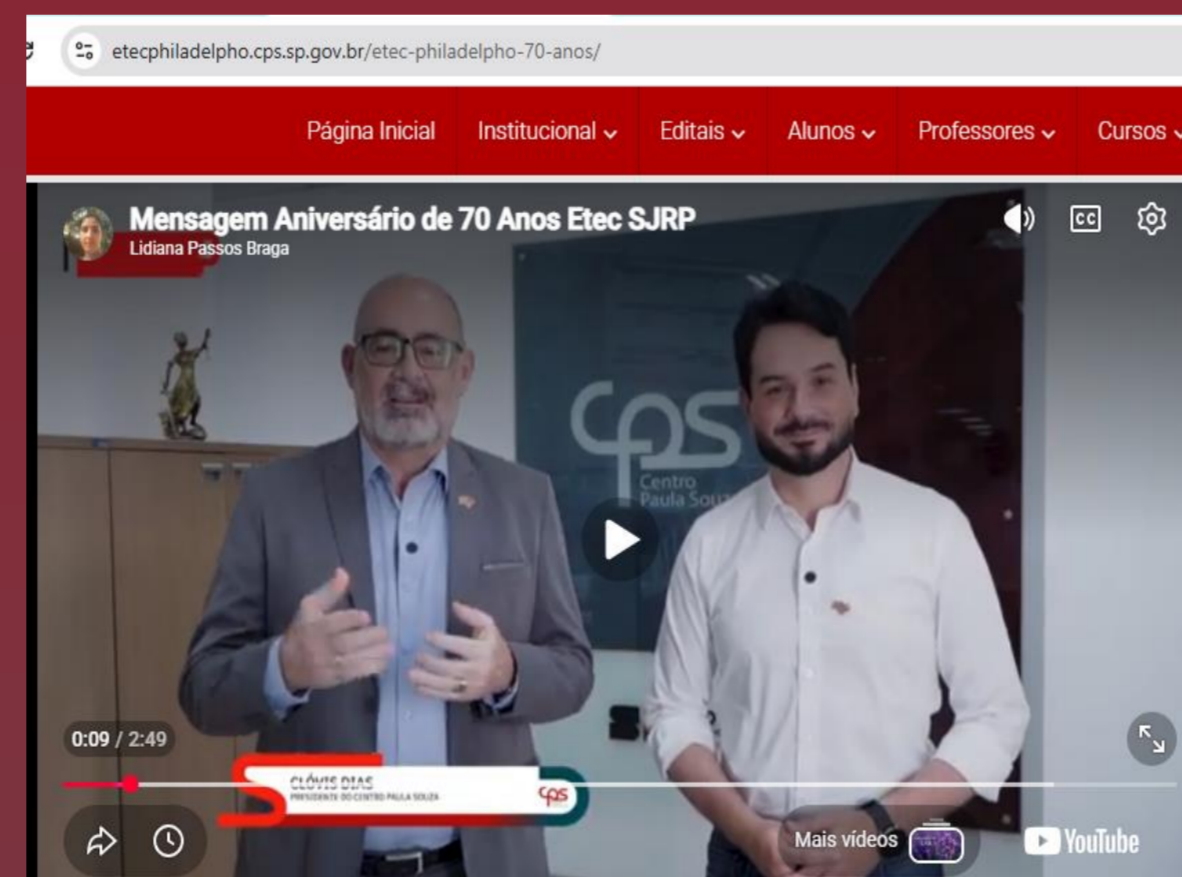 etecphiladelpho.cps.sp.gov.br/etec-philadelpho-70-anos/
Página Inicial Institucional Editais Alunos Professores Cursos
Mensagem Aniversário de 70 Anos Etec SJRP
Lidiana Passos Braga
CC
cps
Centro
Paula Souza
0:09 / 2:49
CLÓVIS DIAS
PRESIDENTE DO CENTRO PAULA SOUZA
cps
Mais vídeos
YouTube